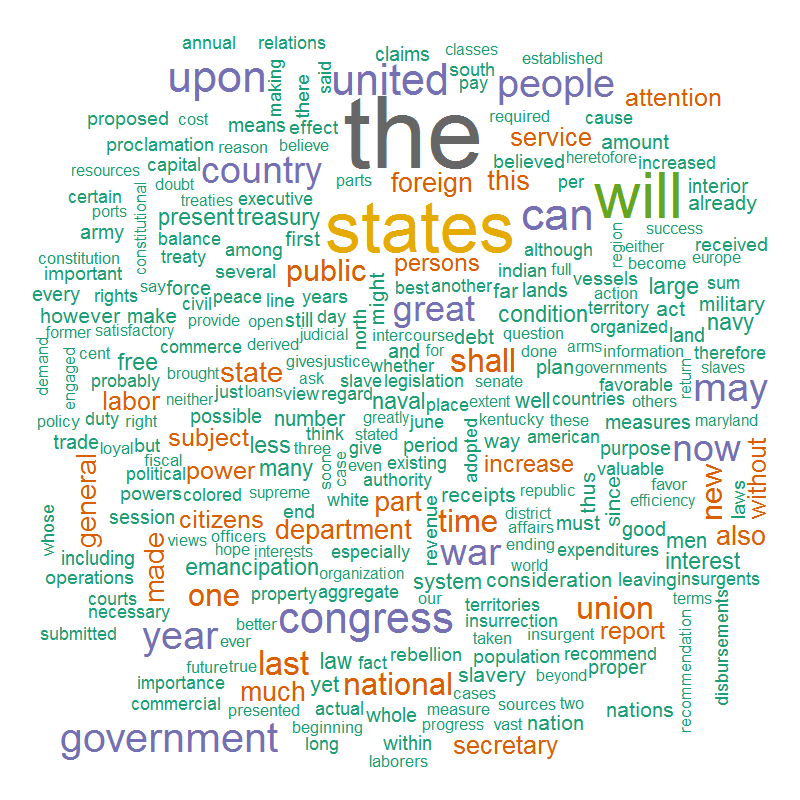 annual relations
claims classes
upon making there said united south people established
pay
attention
proposed cost means effect the required service cause
proclamation reason believe believed heretofore amount
resources capital country parts foreign this per increased
certain doubt treaties executive states can will interior
ports constitutional present treasury already
army balance among first public persons although region success
constitution treaty several indian full either received
important say force might best another far lands vessels become europe
every rights civil peace line years great condition action large sum
however make still day north territory act military
former satisfactory provide open judicial intercourse debt question organized navy
commerce derived and for done arms information land therefore
demand cent free state gives justice whether shall plan governments return slaves
engaged probably brought ask slave legislation senate favorable may
labor neither just loans view regard naval place extent well countries others
policy duty right possible number greatly june kentucky these measures maryland
trade loyal but subject less think stated period way american purpose now
general fiscal three give adopted
political power many soone case even existing increase valuable new without
powers colored supreme authority thus since favor laws
whose session citizens white part receipts republic efficiency
end revenue time district must good men also
views officers department affairs
including made hope interests especially war ending expenditures interest
operations emancipation organization world
one property aggregate system consideration leaving insurgents
courts congress our territories union terms
necessary better insurrection
submitted year ever taken insurgent report recommendation disbursements
future true last law fact rebellion population recommend
importance yet national slavery beyond proper
commercial much cases
presented actual whole measure sources two nations
government beginning progress vast nation
long within secretary
laborers